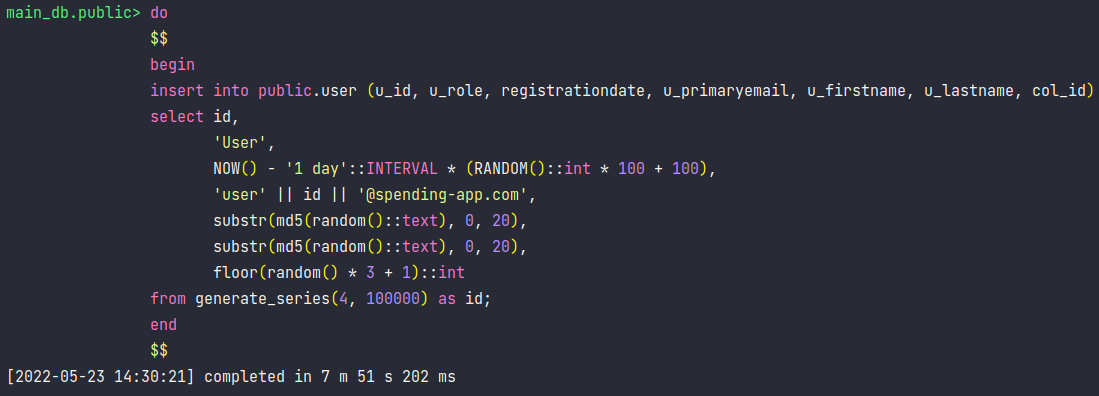 main_db.public> do
$$
begin
insert into public.user (u_id, u_role, registrationdate, u_primaryemail, u_firstname, u_lastname, col_id)
select id,
'User',
NOW() - '1 day'::INTERVAL * (RANDOM()::int * 100 + 100),
'user' || id || '@spending-app.com',
substr(md5(random()::text), 0, 20),
substr(md5(random()::text), 0, 20),
floor(random() * 3 + 1)::int
from generate_series(4, 100000) as id;
end
$$
[2022-05-23 14:30:21] completed in 7 m 51 s 202 ms